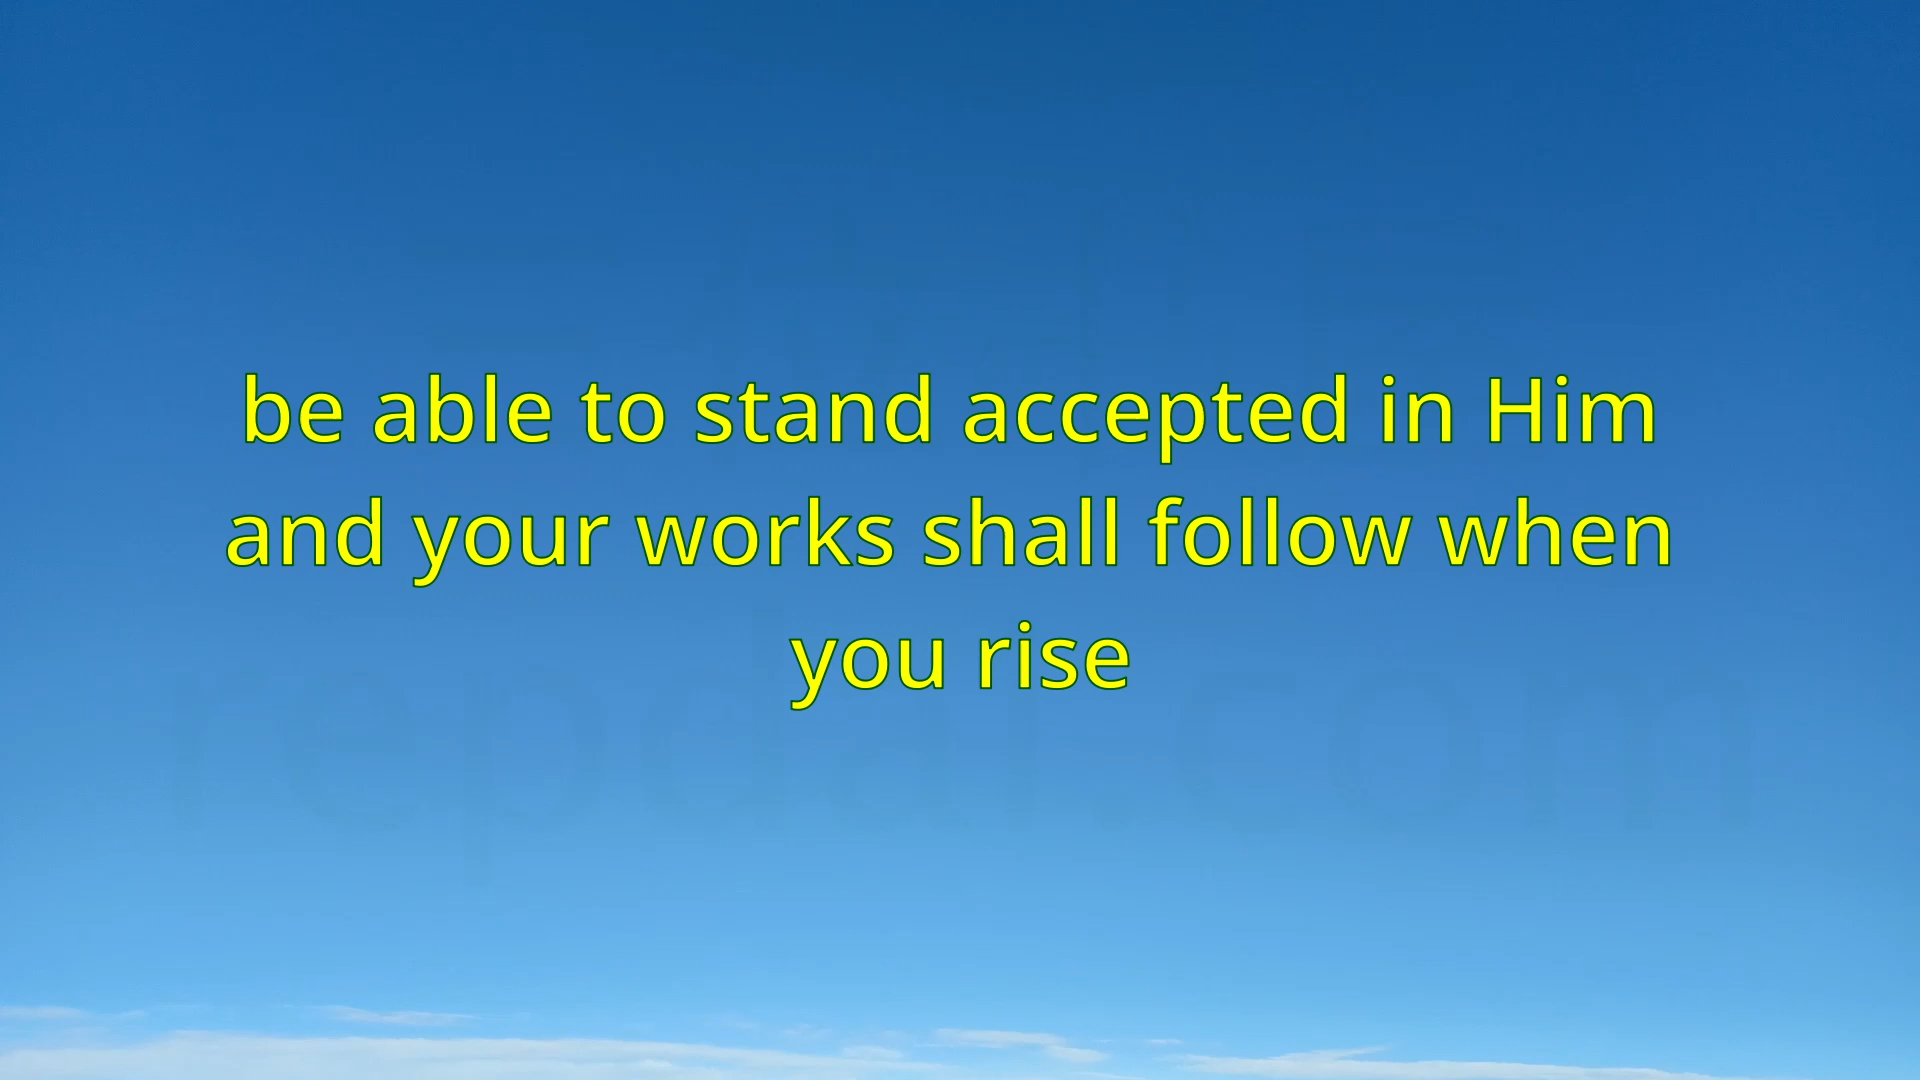 be able to stand accepted in Him
and your works shall follow when
you rise